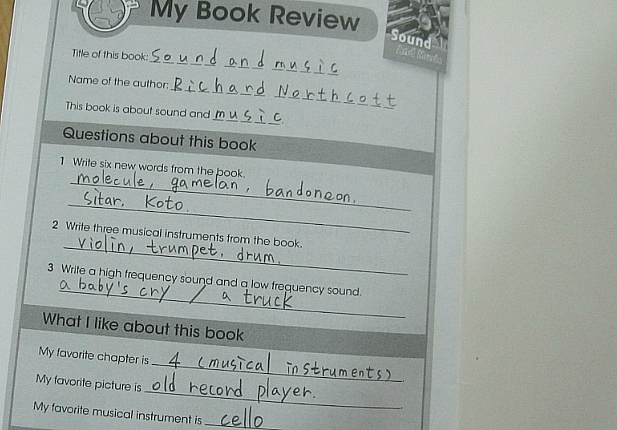 My Book Review
Sound
And Music
Title of this book: Sound and music
Name of the author: Richard Northcott
This book is about sound and music.
Questions about this book
1 Write six new words from the book.
molecule, gamelan, bandoneon,
sitar, Koto.
2 Write three musical instruments from the book.
violin, trumpet, drum.
3 Write a high frequency sound and a low frequency sound.
a baby's cry / a truck
What I like about this book
My favorite chapter is 4 (musical instruments)
My favorite picture is old record player.
My favorite musical instrument is cello